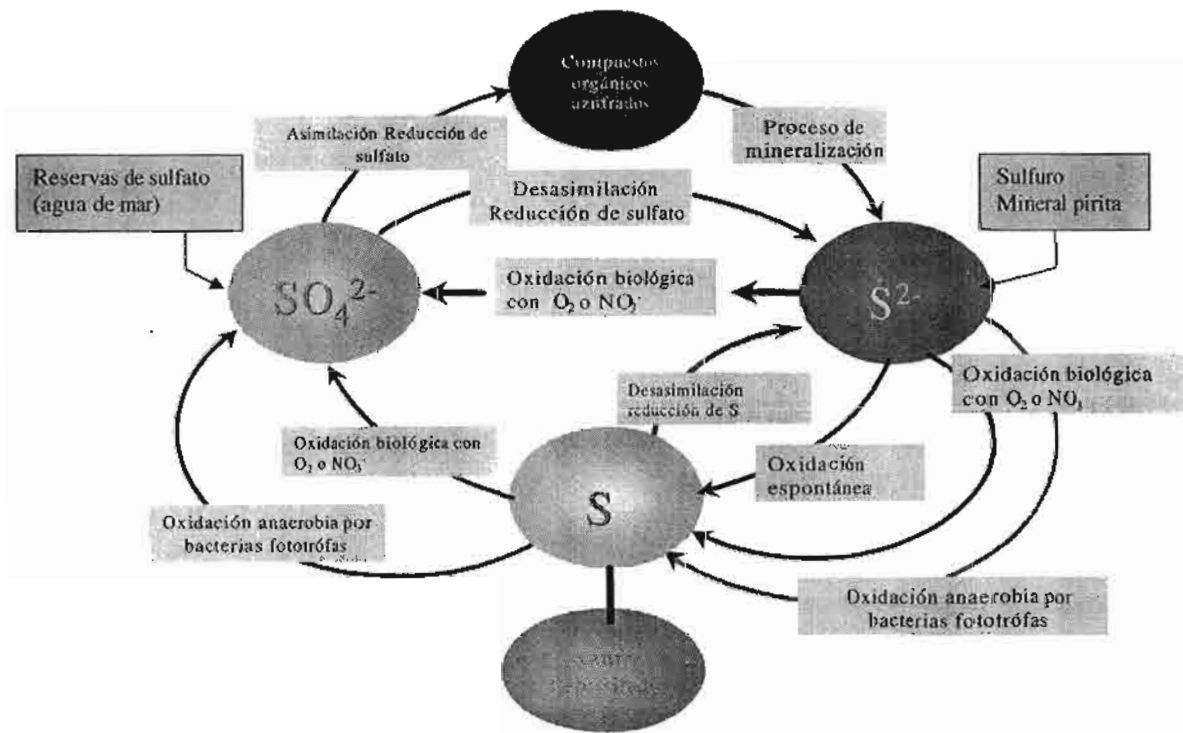 Compuestos
orgánicos
azufrados
Asimilación Reducción de
sulfato
Proceso de
mineralización
Reservas de sulfato
(agua de mar)
Desasimilación
Reducción de sulfato
Sulfuro
Mineral pirita
SO₄²⁻
Oxidación biológica
con O₂ o NO₃⁻
S²⁻
Desasimilación
reducción de S
Oxidación biológica
con O₂ o NO₃
Oxidación biológica con
O₂ o NO₃⁻
Oxidación
espontánea
S
Oxidación anaerobia por
bacterias fototrófas
Oxidación anaerobia por
bacterias fototrófas